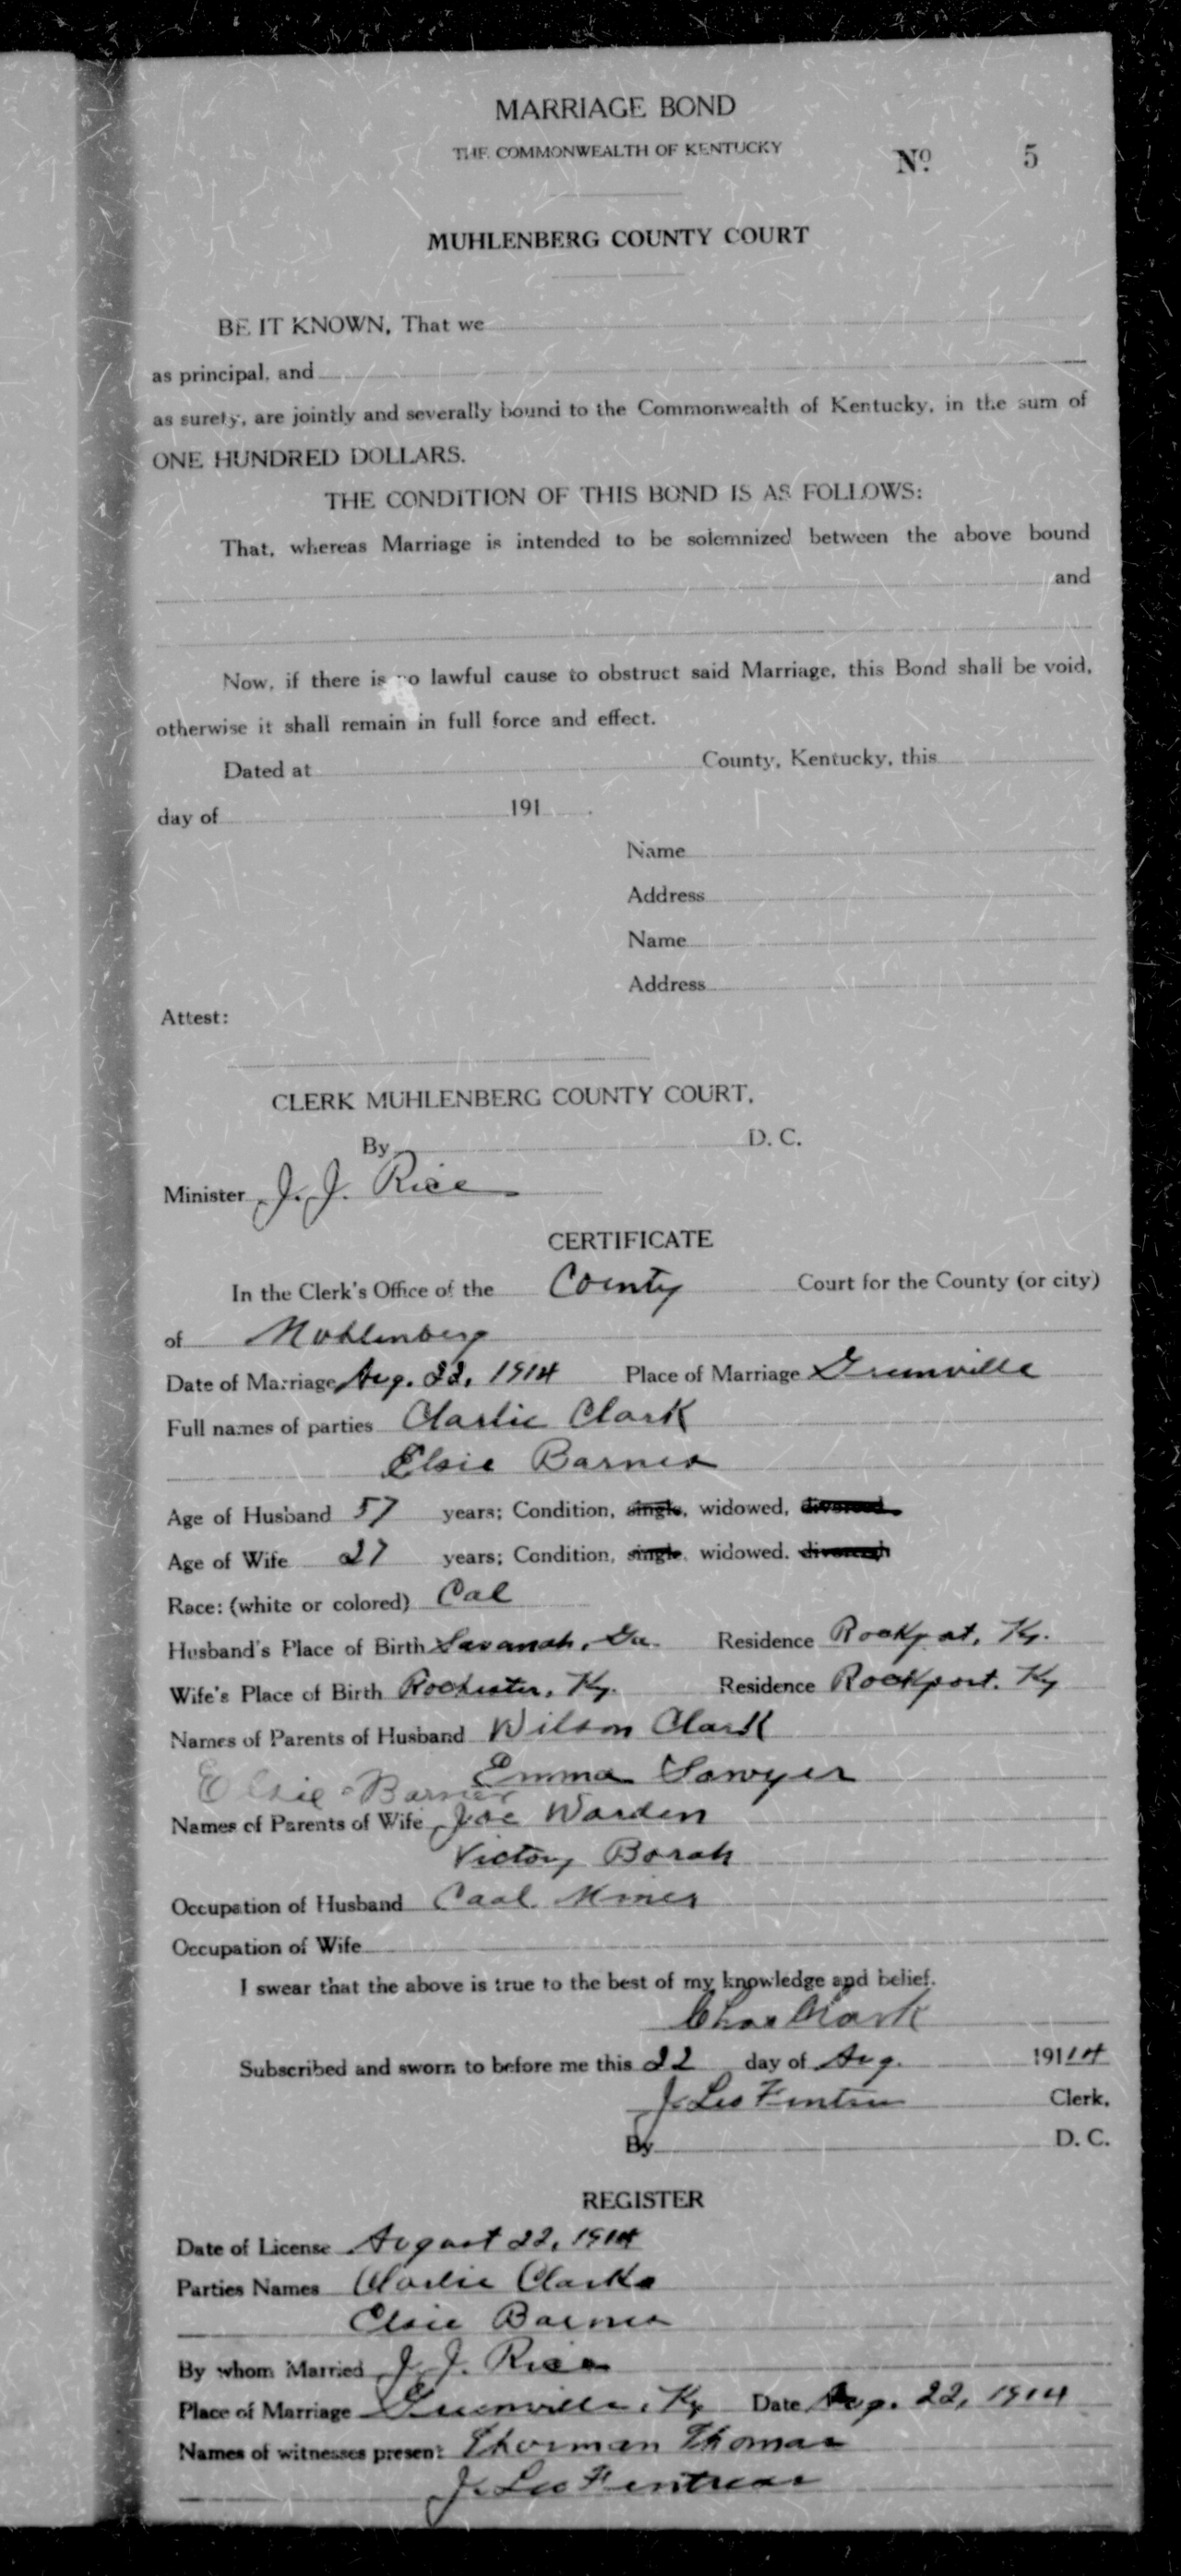 MARRIAGE BOND
THE COMMONWEALTH OF KENTUCKY
No. 5
MUHLENBERG COUNTY COURT
BE IT KNOWN, That we
as principal, and
as surety, are jointly and severally bound to the Commonwealth of Kentucky, in the sum of
ONE HUNDRED DOLLARS.
THE CONDITION OF THIS BOND IS AS FOLLOWS:
That, whereas Marriage is intended to be solemnized between the above bound
and
Now, if there is no lawful cause to obstruct said Marriage, this Bond shall be void,
otherwise it shall remain in full force and effect.
Dated at County, Kentucky, this
day of 191
Name
Address
Name
Address
Attest:
CLERK MUHLENBERG COUNTY COURT,
By D. C.
Minister J. J. Rice
CERTIFICATE
In the Clerk's Office of the County Court for the County (or city)
of Muhlenberg
Date of Marriage Aug. 22, 1914 Place of Marriage Greenville
Full names of parties Charlie Clark
Elsie Barnes
Age of Husband 57 years; Condition, single, widowed, divorced
Age of Wife 27 years; Condition, single, widowed, divorced
Race: (white or colored) Col
Husband's Place of Birth Savanah, Ga. Residence Rockport, Ky.
Wife's Place of Birth Rochester, Ky. Residence Rockport, Ky
Names of Parents of Husband Wilson Clark
Emma Sawyer
Elsie Barnes
Names of Parents of Wife Joe Warden
Victory Borah
Occupation of Husband Coal Miner
Occupation of Wife
I swear that the above is true to the best of my knowledge and belief.
Chas Clark
Subscribed and sworn to before me this 22 day of Aug. 19114
J. Leo Fentress Clerk,
By D. C.
REGISTER
Date of License August 22, 1914
Parties Names Charlie Clark
Elsie Barnes
By whom Married J. J. Rice
Place of Marriage Greenville, Ky Date Aug. 22, 1914
Names of witnesses present Thorman Thomas
J. Leo Fentress